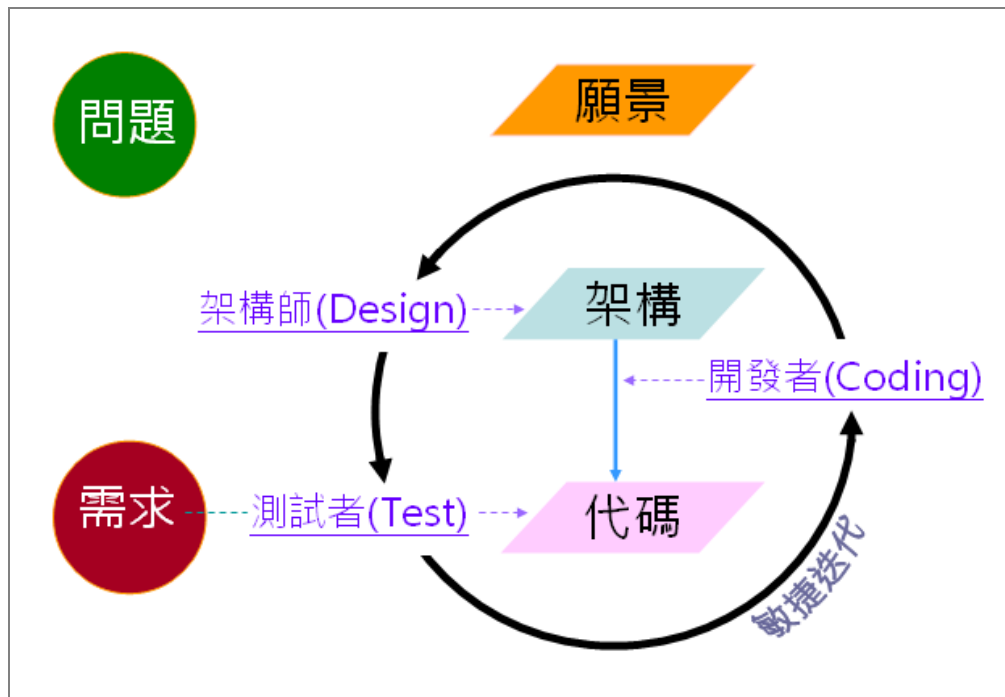 問題
願景
架構師(Design)
架構
開發者(Coding)
需求
測試者(Test)
代碼
敏捷迭代